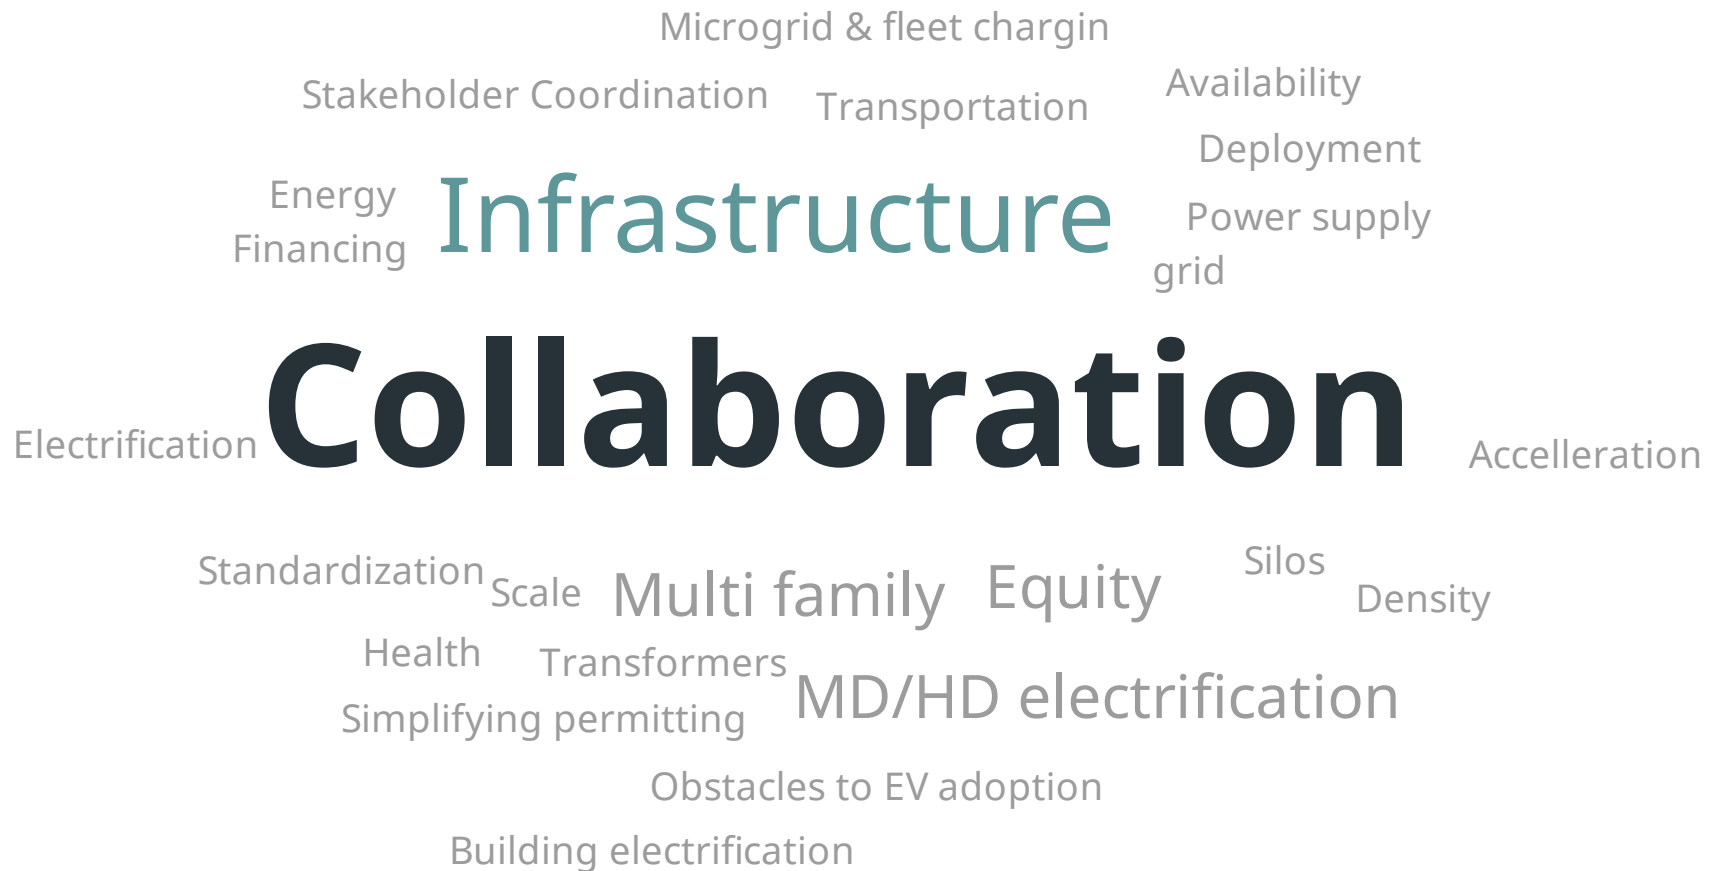 Microgrid & fleet chargin
Stakeholder Coordination
Transportation
Availability
Deployment
Energy
Infrastructure
Power supply
Financing
grid
Collaboration
Electrification
Accelleration
Standardization
Scale
Multi family
Equity
Silos
Density
Health
Transformers
MD/HD electrification
Simplifying permitting
Obstacles to EV adoption
Building electrification